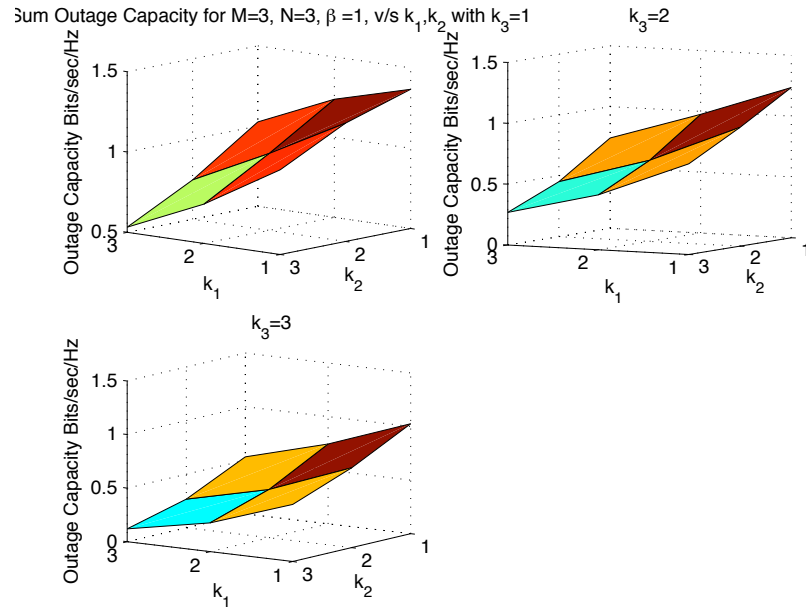 Sum Outage Capacity for M=3, N=3, β =1, v/s k₁,k₂ with k₃=1
k₃=2
Outage Capacity Bits/sec/Hz
1.5
1
0.5
3
2
1
k₁
3
2
1
k₂
Outage Capacity Bits/sec/Hz
1.5
1
0.5
0
3
2
1
k₁
3
2
1
k₂
k₃=3
Outage Capacity Bits/sec/Hz
1.5
1
0.5
0
3
2
1
k₁
3
2
1
k₂